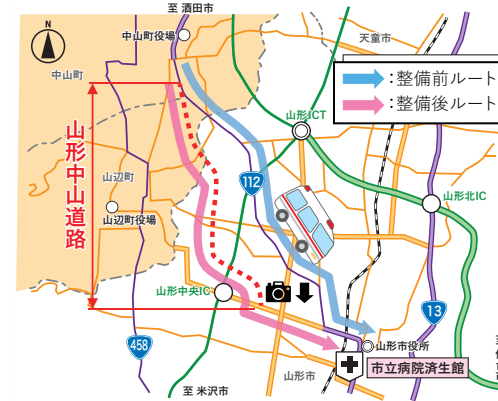 至 酒田市
N
中山町役場
天童市
中山町
：整備前ルート
：整備後ルート
山形JCT
山形中山道路
112
山辺町
山形北IC
山辺町役場
山形中央IC
13
458
山形市役所
市立病院済生館
山形市
至 米沢市